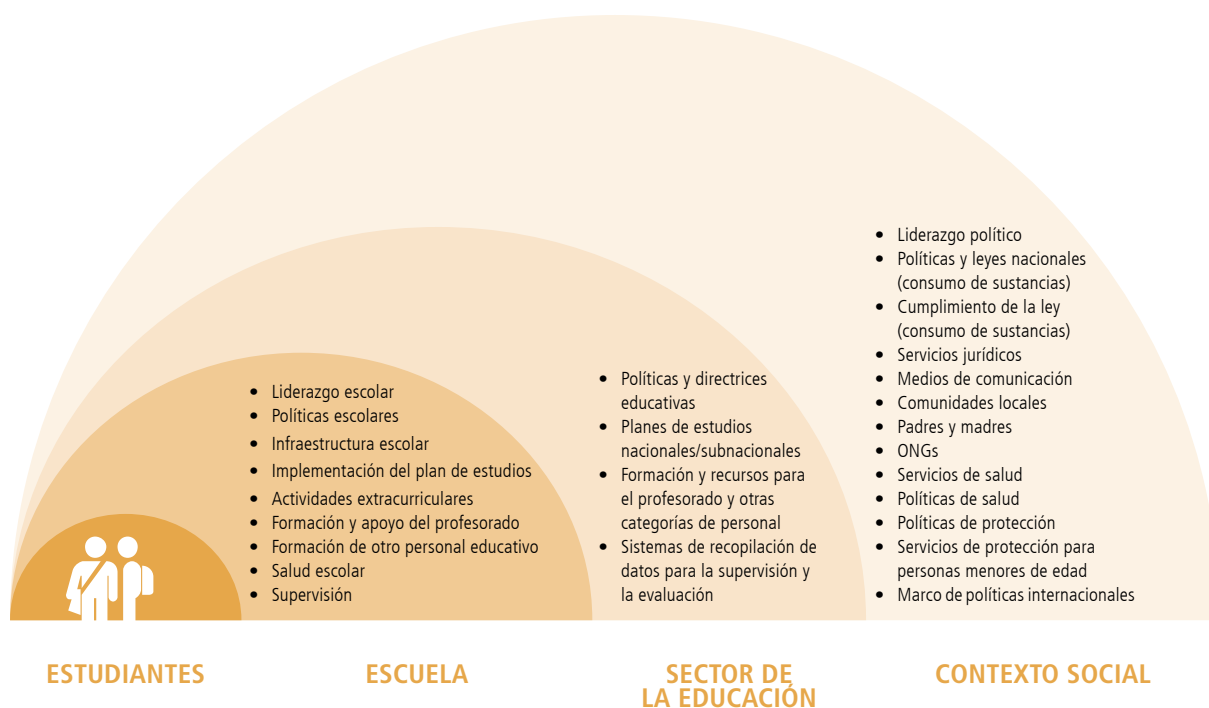 • Liderazgo escolar
• Políticas escolares
• Infraestructura escolar
• Implementación del plan de estudios
• Actividades extracurriculares
• Formación y apoyo del profesorado
• Formación de otro personal educativo
• Salud escolar
• Supervisión
• Políticas y directrices
educativas
• Planes de estudios
nacionales/subnacionales
• Formación y recursos para
el profesorado y otras
categorías de personal
• Sistemas de recopilación de
datos para la supervisión y
la evaluación
• Liderazgo político
• Políticas y leyes nacionales
(consumo de sustancias)
• Cumplimiento de la ley
(consumo de sustancias)
• Servicios jurídicos
• Medios de comunicación
• Comunidades locales
• Padres y madres
• ONGs
• Servicios de salud
• Políticas de salud
• Políticas de protección
• Servicios de protección para
personas menores de edad
• Marco de políticas internacionales
ESTUDIANTES
ESCUELA
SECTOR DE
LA EDUCACIÓN
CONTEXTO SOCIAL